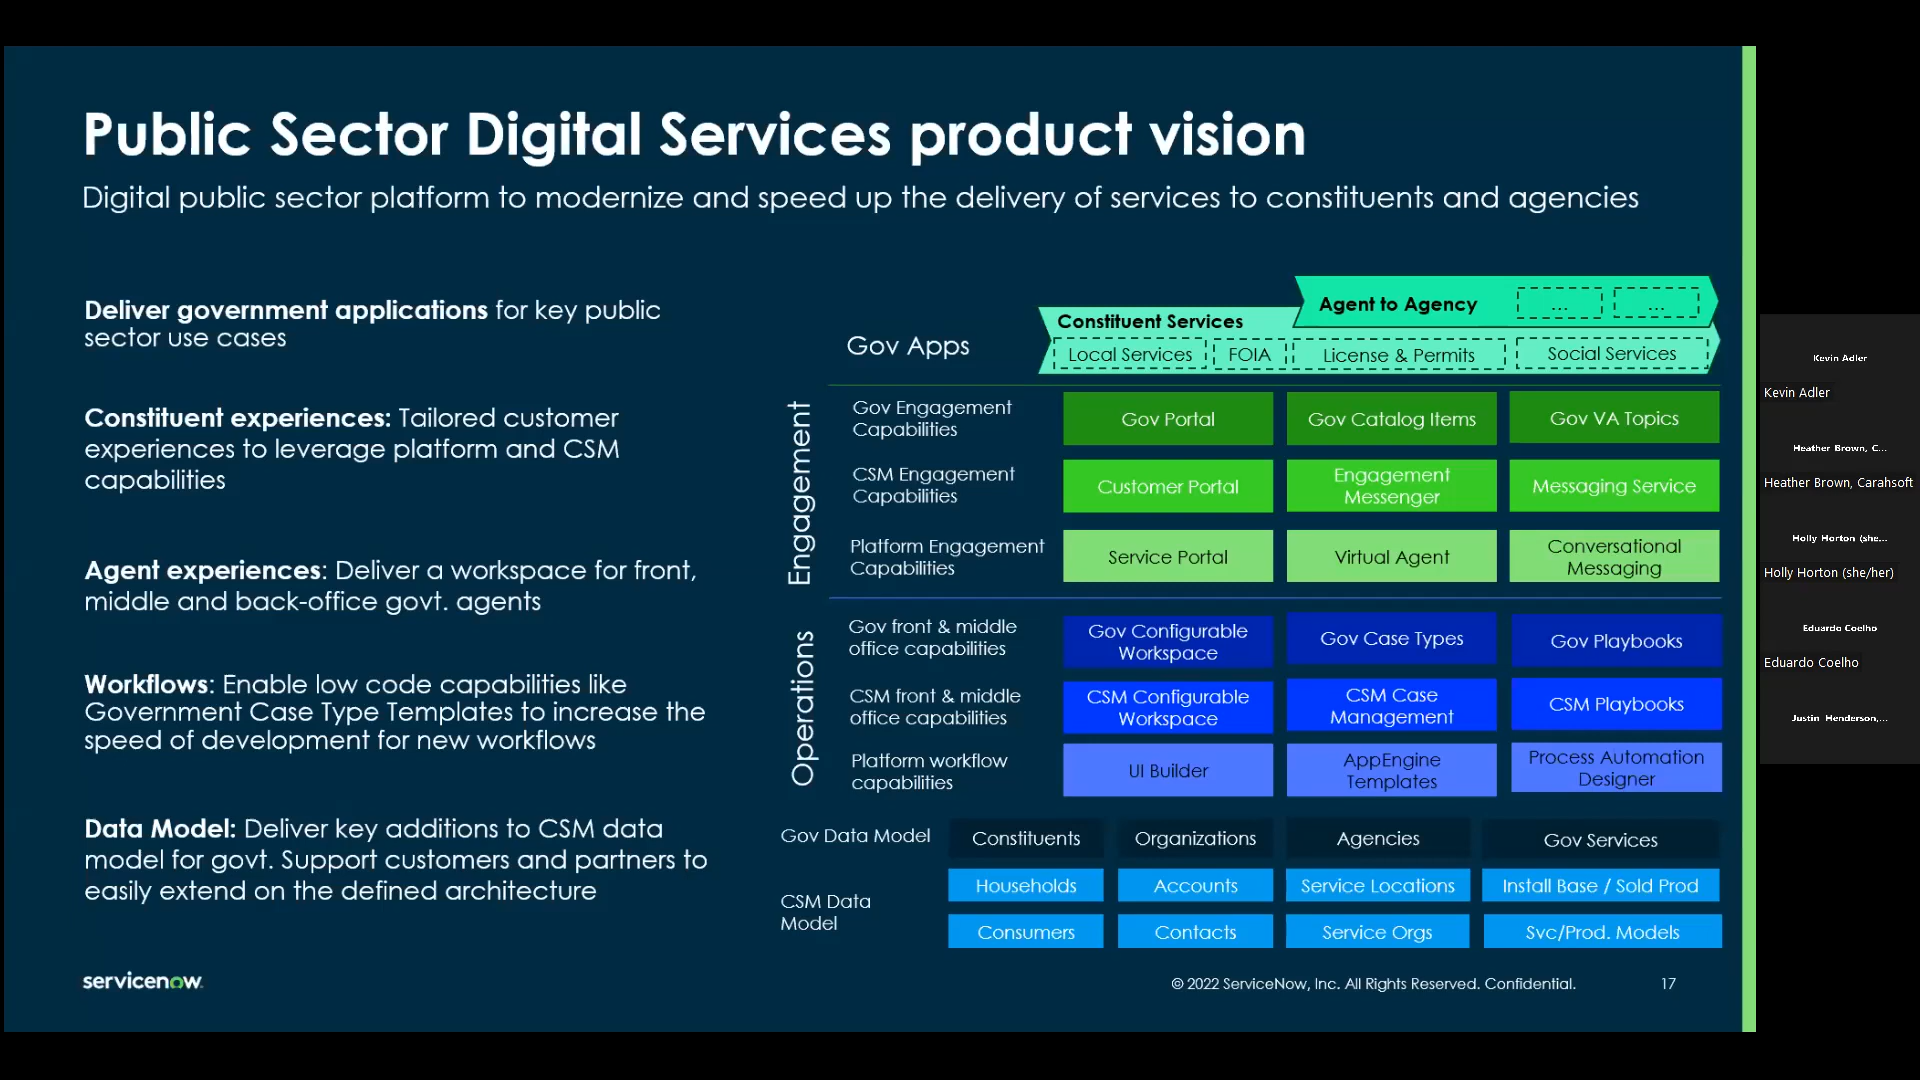 Public Sector Digital Services product vision
Digital public sector platform to modernize and speed up the delivery of services to constituents and agencies
Deliver government applications for key public
sector use cases
Constituent experiences: Tailored customer
experiences to leverage platform and CSM
capabilities
Agent experiences: Deliver a workspace for front,
middle and back-office govt. agents
Workflows: Enable low code capabilities like
Government Case Type Templates to increase the
speed of development for new workflows
Data Model: Deliver key additions to CSM data
model for govt. Support customers and partners to
easily extend on the defined architecture
Gov Apps
Agent to Agency
...
...
Constituent Services
Local Services
FOIA
License & Permits
Social Services
Engagement
Gov Engagement
Capabilities
Gov Portal
Gov Catalog Items
Gov VA Topics
CSM Engagement
Capabilities
Customer Portal
Engagement
Messenger
Messaging Service
Platform Engagement
Capabilities
Service Portal
Virtual Agent
Conversational
Messaging
Operations
Gov front & middle
office capabilities
Gov Configurable
Workspace
Gov Case Types
Gov Playbooks
CSM front & middle
office capabilities
CSM Configurable
Workspace
CSM Case
Management
CSM Playbooks
Platform workflow
capabilities
UI Builder
AppEngine
Templates
Process Automation
Designer
Gov Data Model
Constituents
Organizations
Agencies
Gov Services
CSM Data
Model
Households
Accounts
Service Locations
Install Base / Sold Prod
Consumers
Contacts
Service Orgs
Svc/Prod. Models
servicenow
© 2022 ServiceNow, Inc. All Rights Reserved. Confidential.
17
Kevin Adler
Kevin Adler
Heather Brown, C...
Heather Brown, Carahsoft
Holly Horton (she...
Holly Horton (she/her)
Eduardo Coelho
Eduardo Coelho
Justin Henderson,...